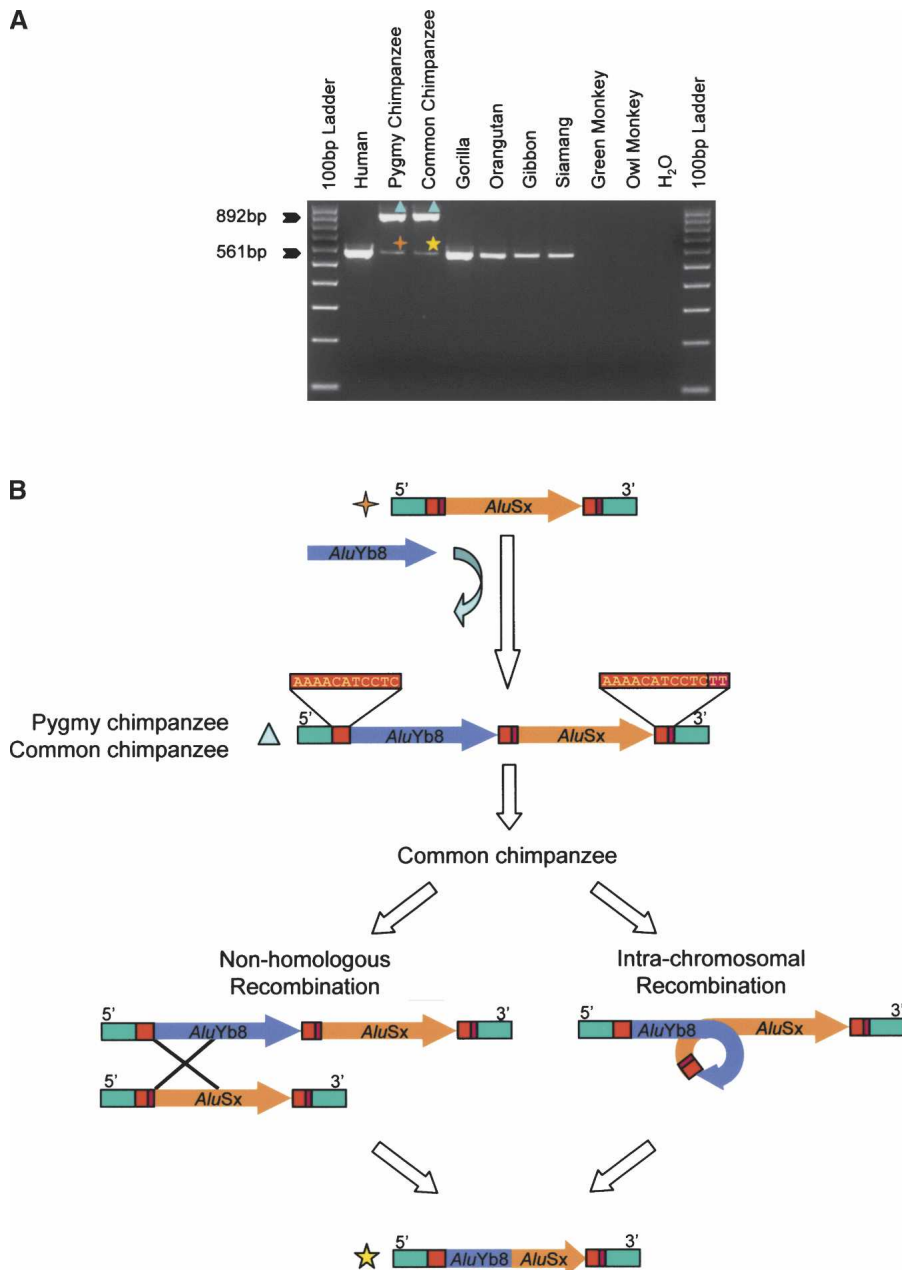 A
100bp Ladder
Human
Pygmy Chimpanzee
Common Chimpanzee
Gorilla
Orangutan
Gibbon
Siamang
Green Monkey
Owl Monkey
H2O
100bp Ladder
892bp
561bp
B
5' 3'
AluSx
AluYb8
AAAACATCCTC AAAACATCCTCTT
Pygmy chimpanzee
Common chimpanzee
5' 3'
AluYb8 AluSx
Common chimpanzee
Non-homologous
Recombination
Intra-chromosomal
Recombination
5' 3'
AluYb8 AluSx
5' 3'
AluSx
5' 3'
AluYb8 AluSx
5' 3'
AluYb8 AluSx